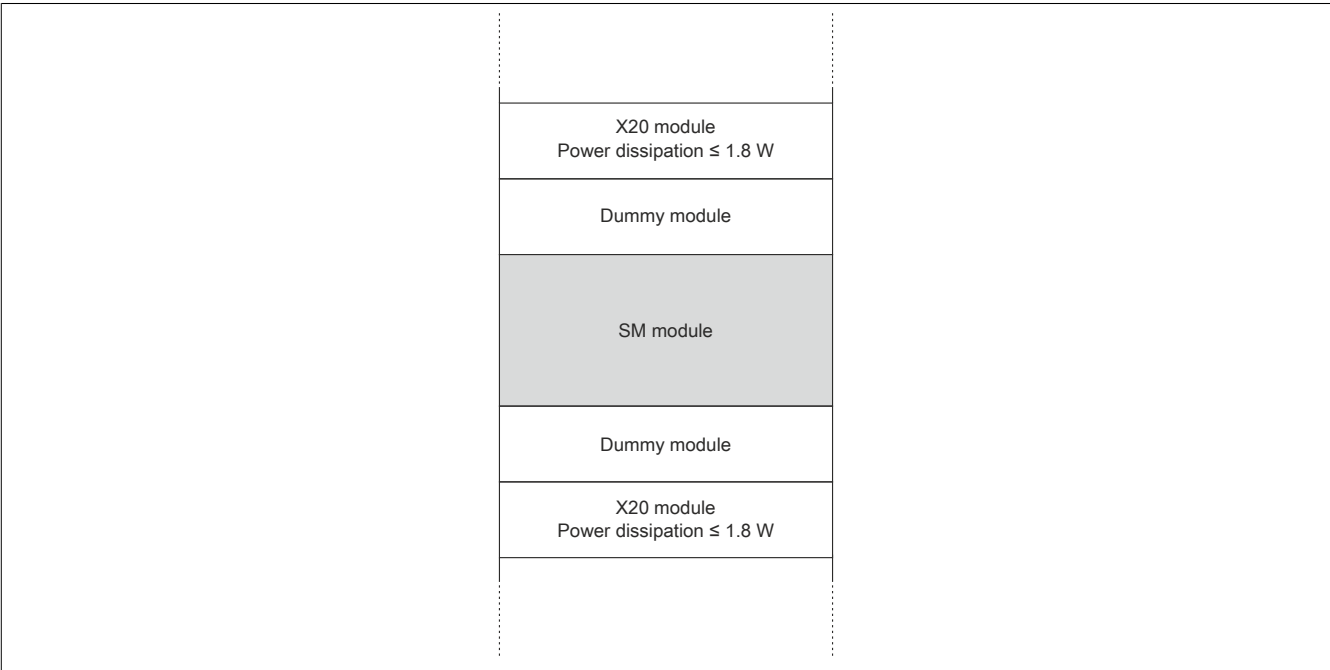 X20 module
Power dissipation ≤ 1.8 W
Dummy module
SM module
Dummy module
X20 module
Power dissipation ≤ 1.8 W